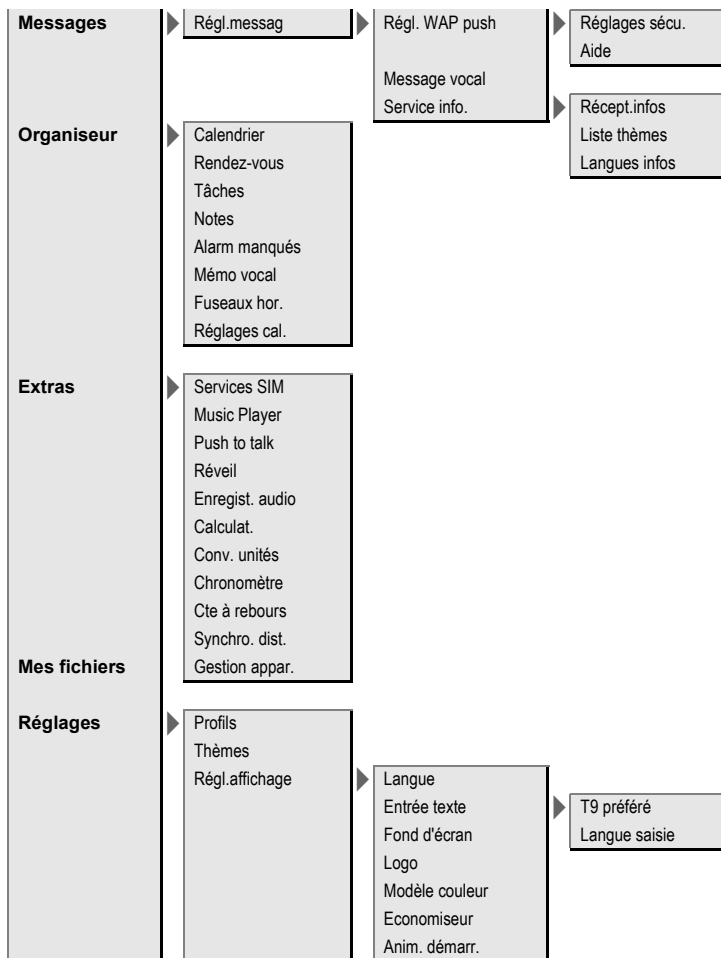 Messages
Régl.messag
Régl. WAP push
Réglages sécu.
Aide
Message vocal
Service info.
Récept.infos
Liste thèmes
Langues infos
Organiseur
Calendrier
Rendez-vous
Tâches
Notes
Alarm manqués
Mémo vocal
Fuseaux hor.
Réglages cal.
Extras
Services SIM
Music Player
Push to talk
Réveil
Enregist. audio
Calculat.
Conv. unités
Chronomètre
Cte à rebours
Synchro. dist.
Gestion appar.
Mes fichiers
Réglages
Profils
Thèmes
Régl.affichage
Langue
Entrée texte
T9 préféré
Langue saisie
Fond d'écran
Logo
Modèle couleur
Economiseur
Anim. démarr.